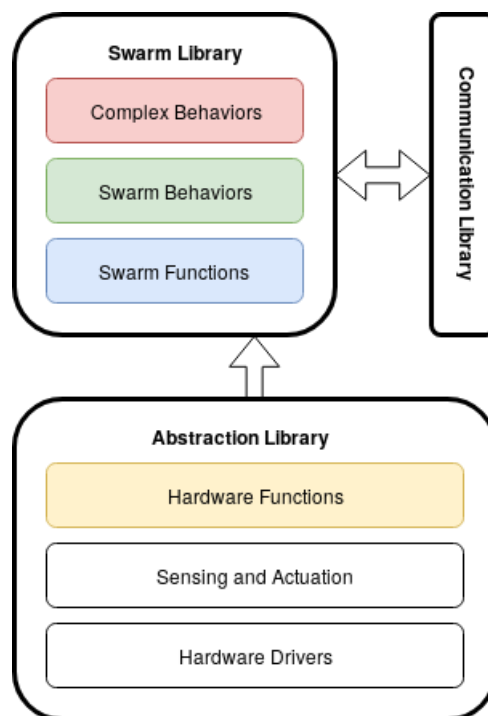 Swarm Library
Complex Behaviors
Swarm Behaviors
Swarm Functions
Communication Library
Abstraction Library
Hardware Functions
Sensing and Actuation
Hardware Drivers